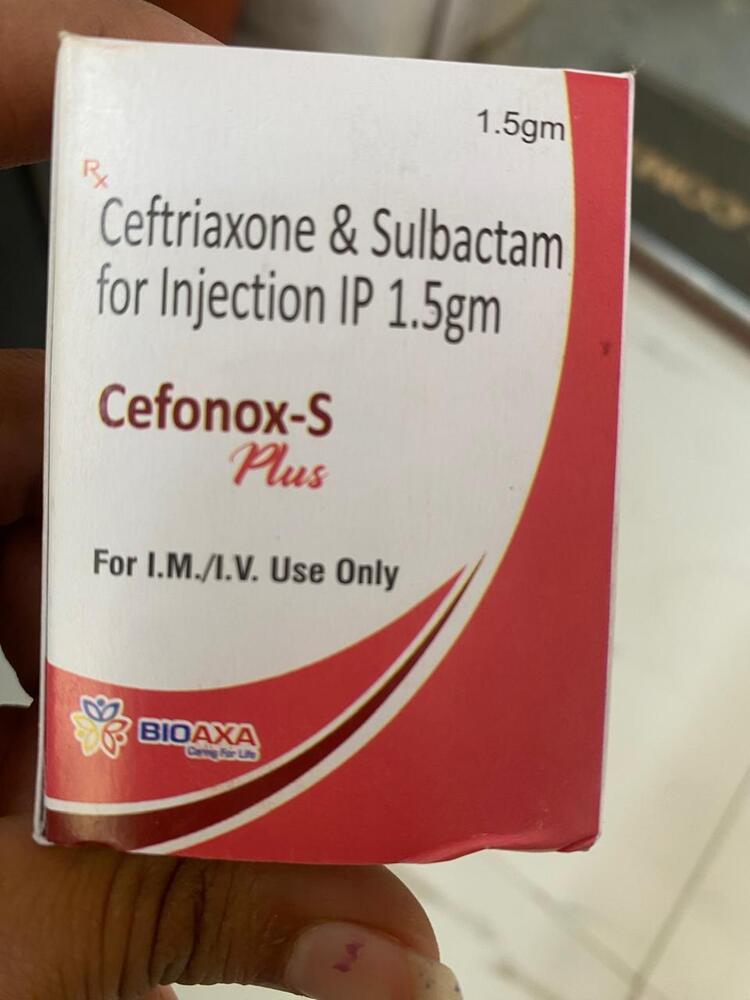 1.5gm
Rx
Ceftriaxone & Sulbactam
for Injection IP 1.5gm
Cefonox-S
Plus
For I.M./I.V. Use Only
BIOAXA
Caring For Life